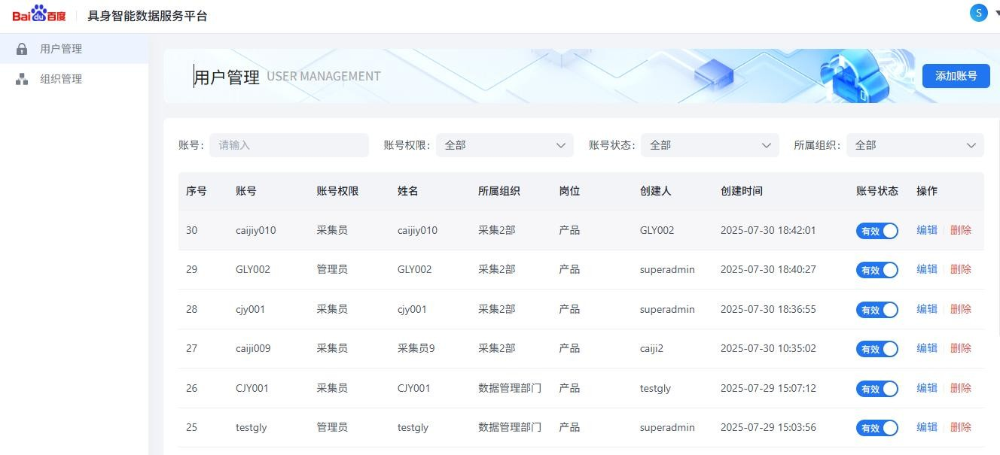 Bai du 百度 具身智能数据服务平台 S
用户管理
组织管理
用户管理 USER MANAGEMENT 添加账号
账号： 请输入 账号权限： 全部 账号状态： 全部 所属组织： 全部
序号 账号 账号权限 姓名 所属组织 岗位 创建人 创建时间 账号状态 操作
30 caijiy010 采集员 caijiy010 采集2部 产品 GLY002 2025-07-30 18:42:01 有效 编辑 删除
29 GLY002 管理员 GLY002 采集2部 产品 superadmin 2025-07-30 18:40:27 有效 编辑 删除
28 cjy001 采集员 cjy001 采集2部 产品 superadmin 2025-07-30 18:36:55 有效 编辑 删除
27 caiji009 采集员 采集员9 采集2部 产品 caiji2 2025-07-30 10:35:02 有效 编辑 删除
26 CJY001 采集员 CJY001 数据管理部门 产品 testgly 2025-07-29 15:07:12 有效 编辑 删除
25 testgly 管理员 testgly 数据管理部门 产品 superadmin 2025-07-29 15:03:56 有效 编辑 删除